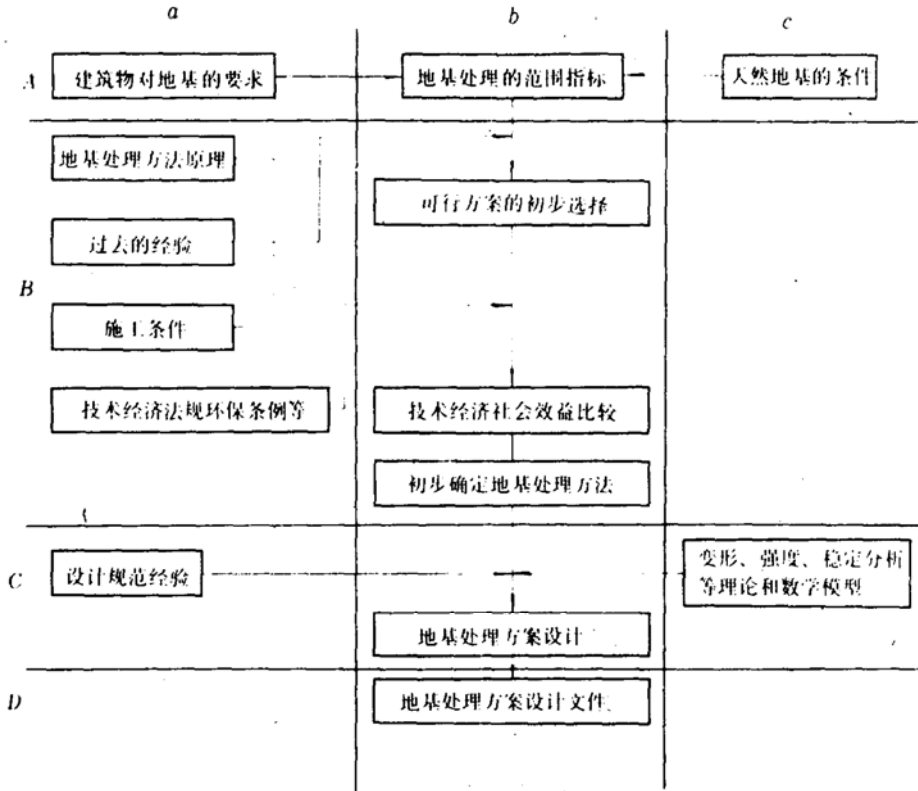 a b c
A 建筑物对地基的要求 地基处理的范围指标 天然地基的条件
地基处理方法原理
可行方案的初步选择
过去的经验
B
施工条件
技术经济法规环保条例等 技术经济社会效益比较
初步确定地基处理方法
C 设计规范经验 变形、强度、稳定分析
等理论和数学模型
地基处理方案设计
D 地基处理方案设计文件